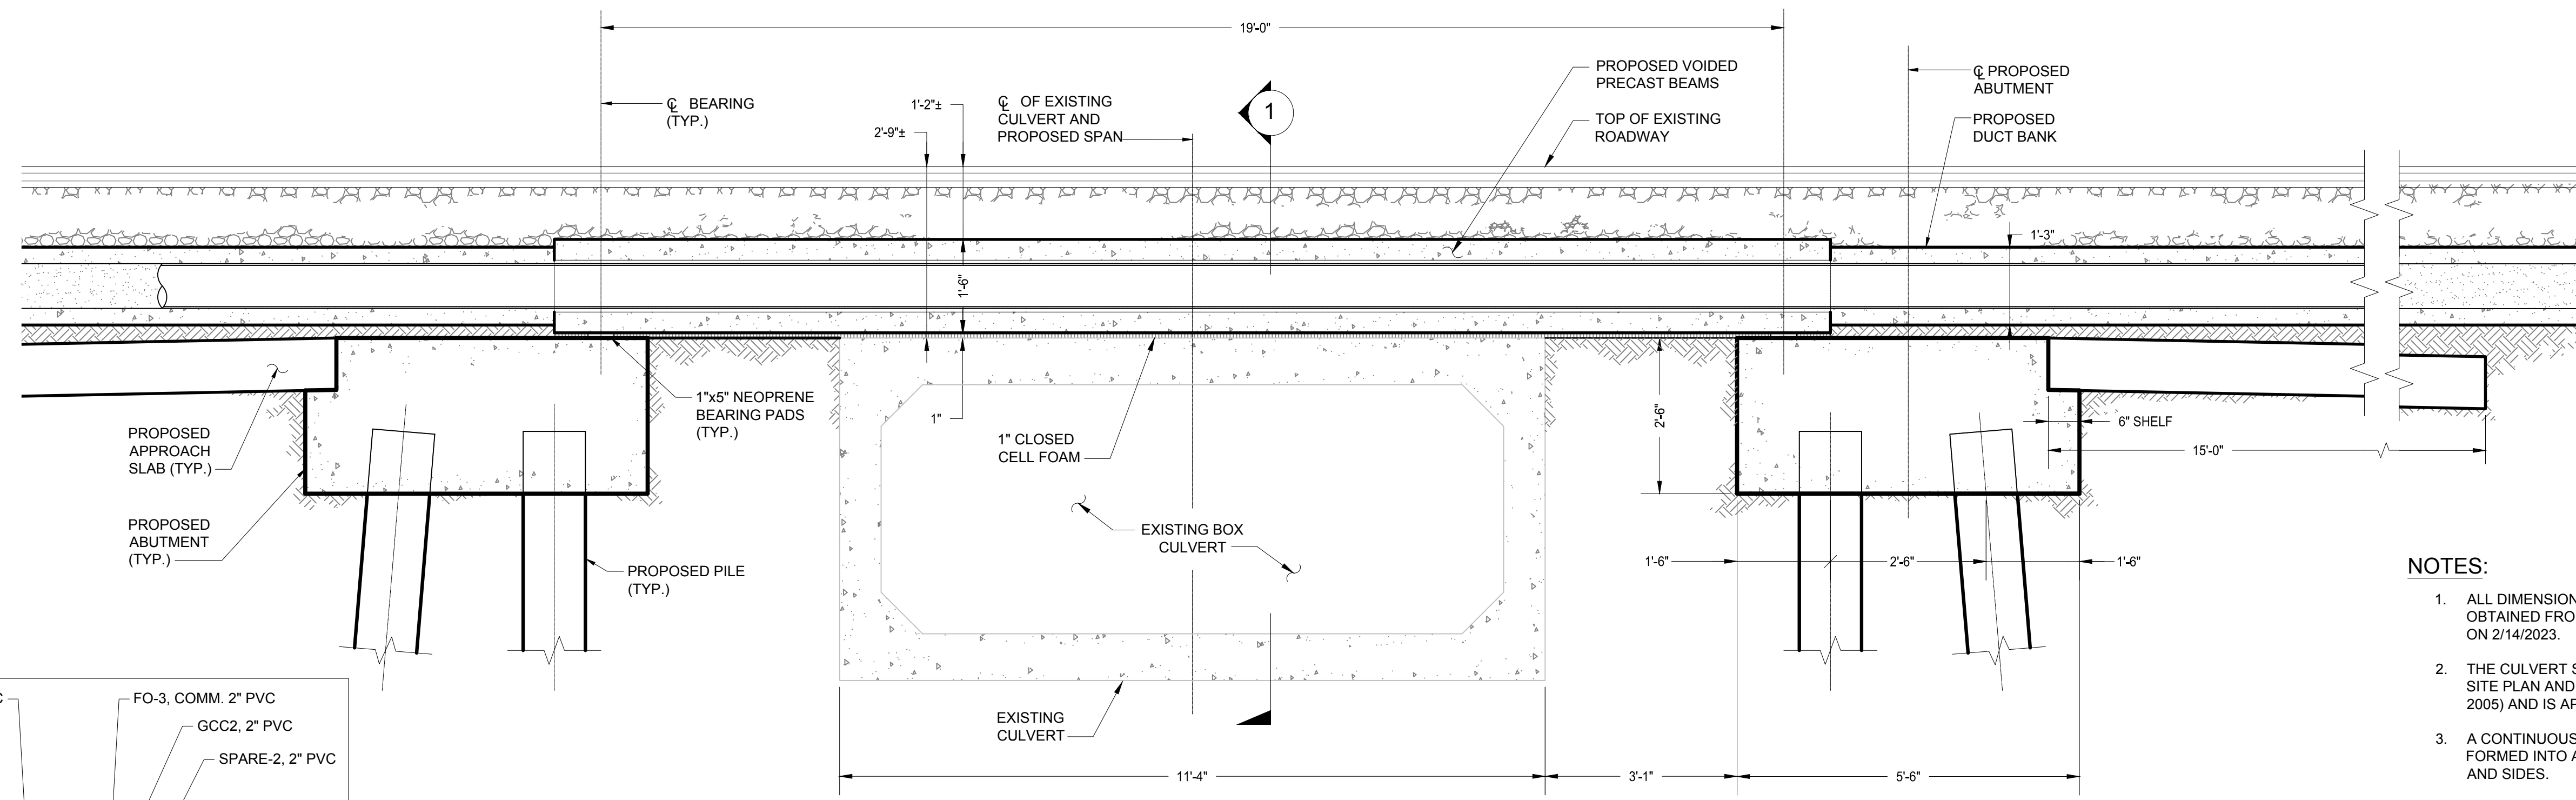 19'-0"
℄ BEARING
(TYP.)
1'-2"±
2'-9"±
℄ OF EXISTING
CULVERT AND
PROPOSED SPAN
1
PROPOSED VOIDED
PRECAST BEAMS
TOP OF EXISTING
ROADWAY
℄ PROPOSED
ABUTMENT
PROPOSED
DUCT BANK
1'-3"
1'-6"
1"x5" NEOPRENE
BEARING PADS
(TYP.)
1"
1" CLOSED
CELL FOAM
2'-6"
6" SHELF
15'-0"
PROPOSED
APPROACH
SLAB (TYP.)
PROPOSED
ABUTMENT
(TYP.)
PROPOSED PILE
(TYP.)
EXISTING BOX
CULVERT
1'-6"
2'-6"
1'-6"
EXISTING
CULVERT
11'-4"
3'-1"
5'-6"
C
FO-3, COMM. 2" PVC
GCC2, 2" PVC
SPARE-2, 2" PVC
NOTES:
1. ALL DIMENSION
OBTAINED FRO
ON 2/14/2023.
2. THE CULVERT S
SITE PLAN AND
2005) AND IS AP
3. A CONTINUOUS
FORMED INTO A
AND SIDES.